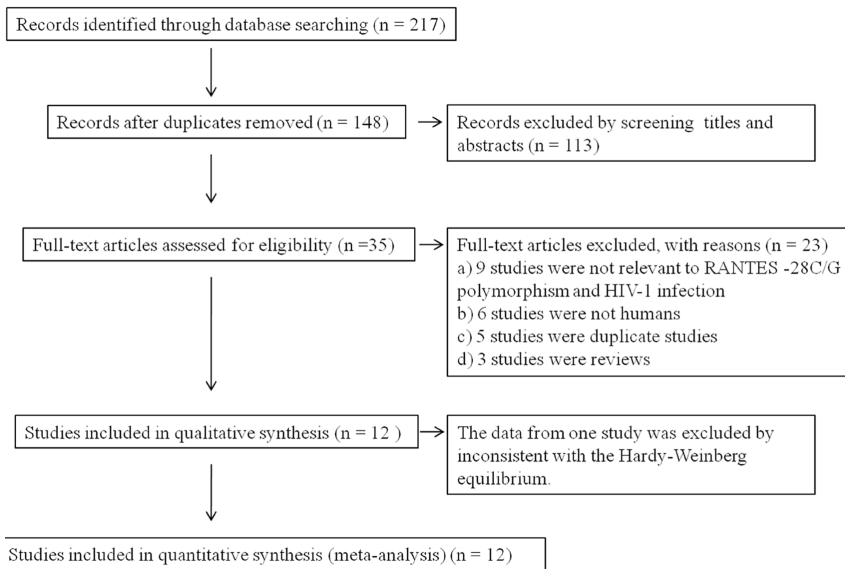 Records identified through database searching (n = 217)
Records after duplicates removed (n = 148)
Records excluded by screening titles and
abstracts (n = 113)
Full-text articles assessed for eligibility (n =35)
Full-text articles excluded, with reasons (n = 23)
a) 9 studies were not relevant to RANTES -28C/G
polymorphism and HIV-1 infection
b) 6 studies were not humans
c) 5 studies were duplicate studies
d) 3 studies were reviews
Studies included in qualitative synthesis (n = 12 )
The data from one study was excluded by
inconsistent with the Hardy-Weinberg
equilibrium.
Studies included in quantitative synthesis (meta-analysis) (n = 12)